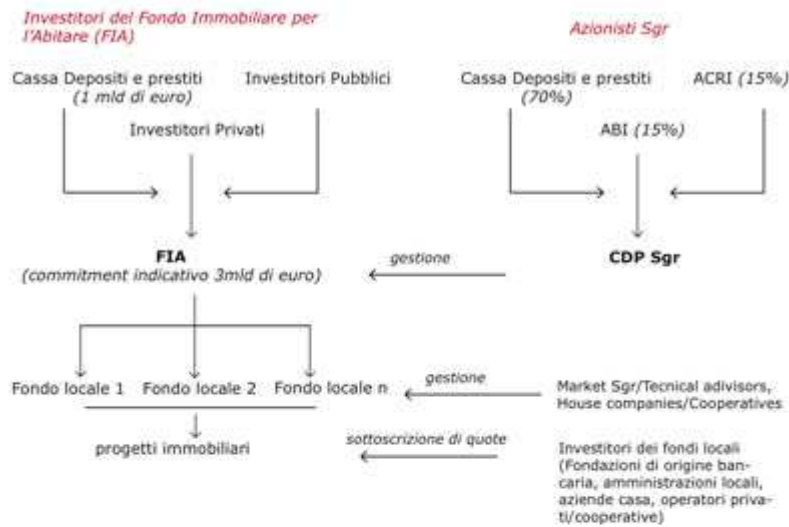 Investitori del Fondo Immobiliare per
l'Abitare (FIA)
Azionisti Sgr
Cassa Depositi e prestiti
(1 mld di euro)
Investitori Pubblici
Investitori Privati
Cassa Depositi e prestiti
(70%)
ACRI (15%)
ABI (15%)
FIA
(commitment indicativo 3mld di euro)
gestione
CDP Sgr
Fondo locale 1
Fondo locale 2
Fondo locale n
gestione
Market Sgr/Tecnical adivisors,
House companies/Cooperatives
progetti immobiliari
sottoscrizione di quote
Investitori dei fondi locali
(Fondazioni di origine ban-
caria, amministrazioni locali,
aziende casa, operatori priva-
ti/cooperative)